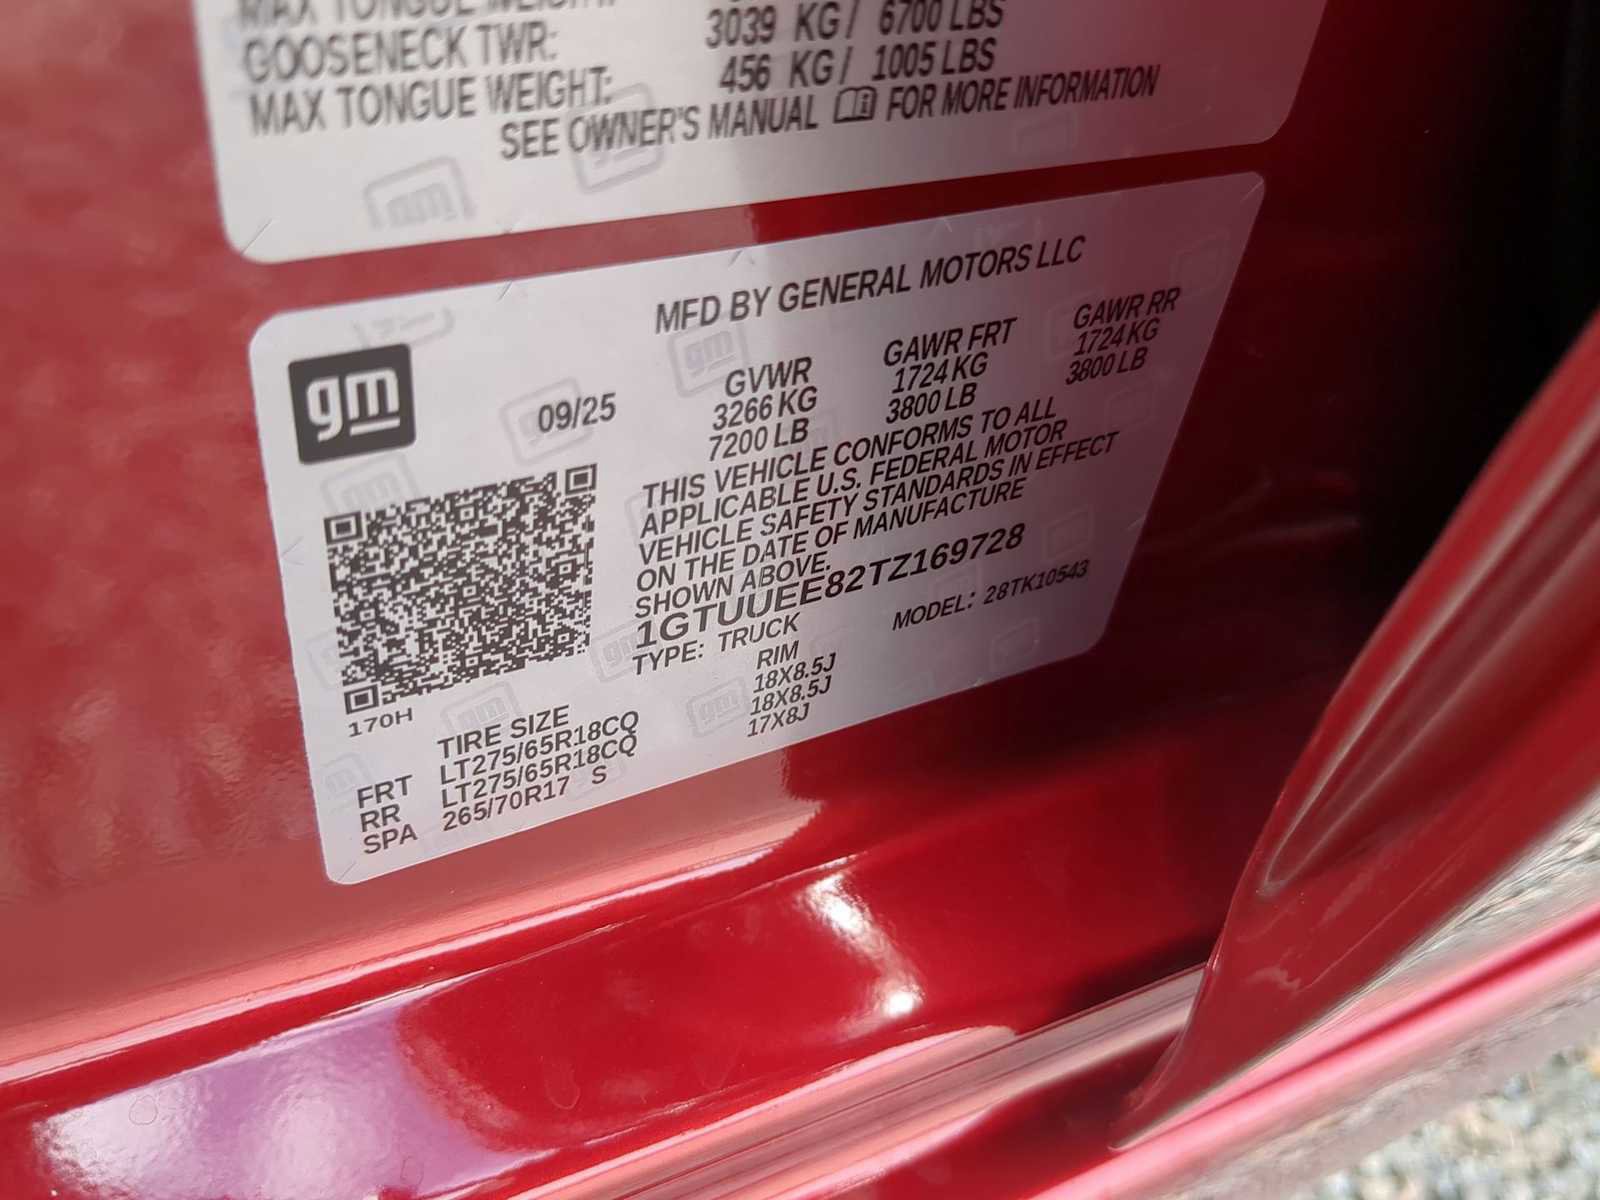 MAX TONGUE WEIGHT:
GOOSENECK TWR: 3039 KG / 6700 LBS
MAX TONGUE WEIGHT: 456 KG / 1005 LBS
SEE OWNER'S MANUAL FOR MORE INFORMATION
MFD BY GENERAL MOTORS LLC
gm
09/25
GVWR GAWR FRT GAWR RR
3266 KG 1724 KG 1724 KG
7200 LB 3800 LB 3800 LB
THIS VEHICLE CONFORMS TO ALL
APPLICABLE U.S. FEDERAL MOTOR
VEHICLE SAFETY STANDARDS IN EFFECT
ON THE DATE OF MANUFACTURE
SHOWN ABOVE.
1GTUUEE82TZ169728
TYPE: TRUCK MODEL: 28TK10543
170H
TIRE SIZE RIM
FRT LT275/65R18CQ 18X8.5J
RR LT275/65R18CQ 18X8.5J
SPA 265/70R17 S 17X8J